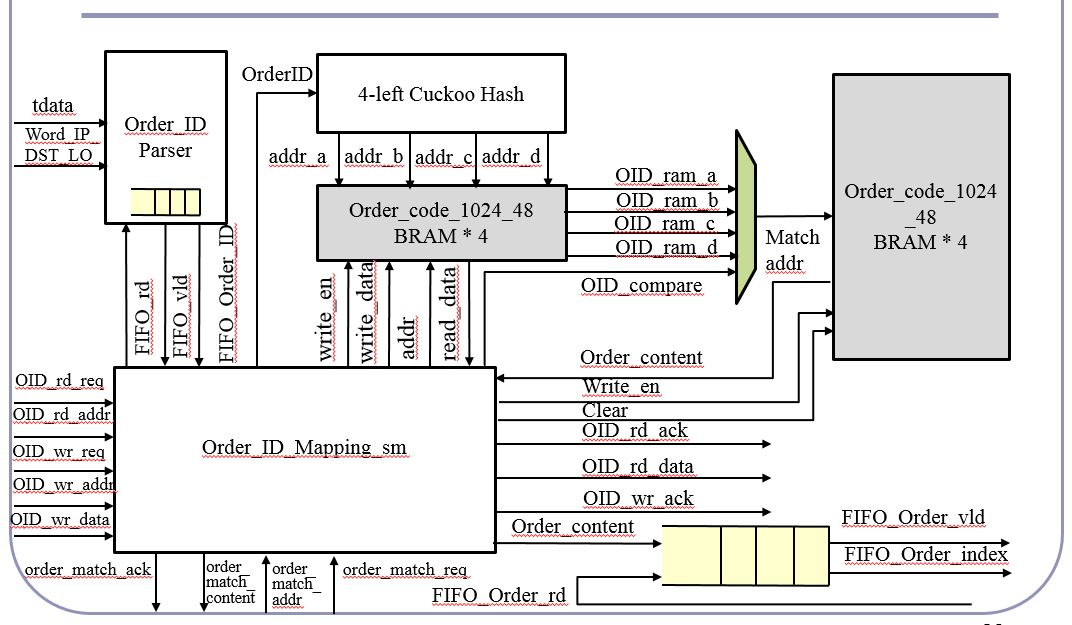 tdata
Word_IP_
DST_LO
Order_ID
Parser
OrderID
4-left Cuckoo Hash
addr_a
addr_b
addr_c
addr_d
Order_code_1024_48
BRAM * 4
OID_ram_a
OID_ram_b
OID_ram_c
OID_ram_d
OID_compare
Match
addr
Order_code_1024
_48
BRAM * 4
FIFO_rd
FIFO_vld
FIFO_Order_ID
write_en
write_data
addr
read_data
Order_content
Write_en
Clear
OID_rd_req
OID_rd_addr
OID_wr_req
OID_wr_addr
OID_wr_data
Order_ID_Mapping_sm
OID_rd_ack
OID_rd_data
OID_wr_ack
Order_content
FIFO_Order_vld
FIFO_Order_index
FIFO_Order_rd
order_match_ack
order_
match_
content
order_
match_
addr
order_match_req